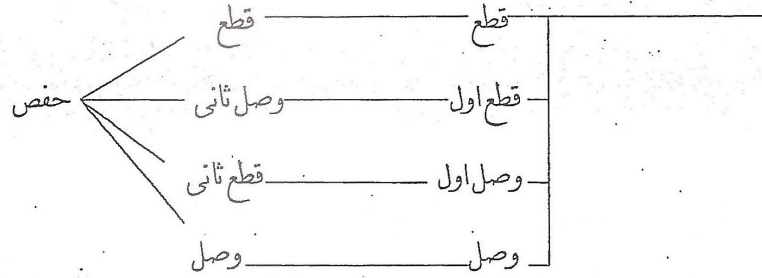 قطع قطع
قطع اول وصل ثانی حفص
وصل اول قطع ثانی
وصل وصل